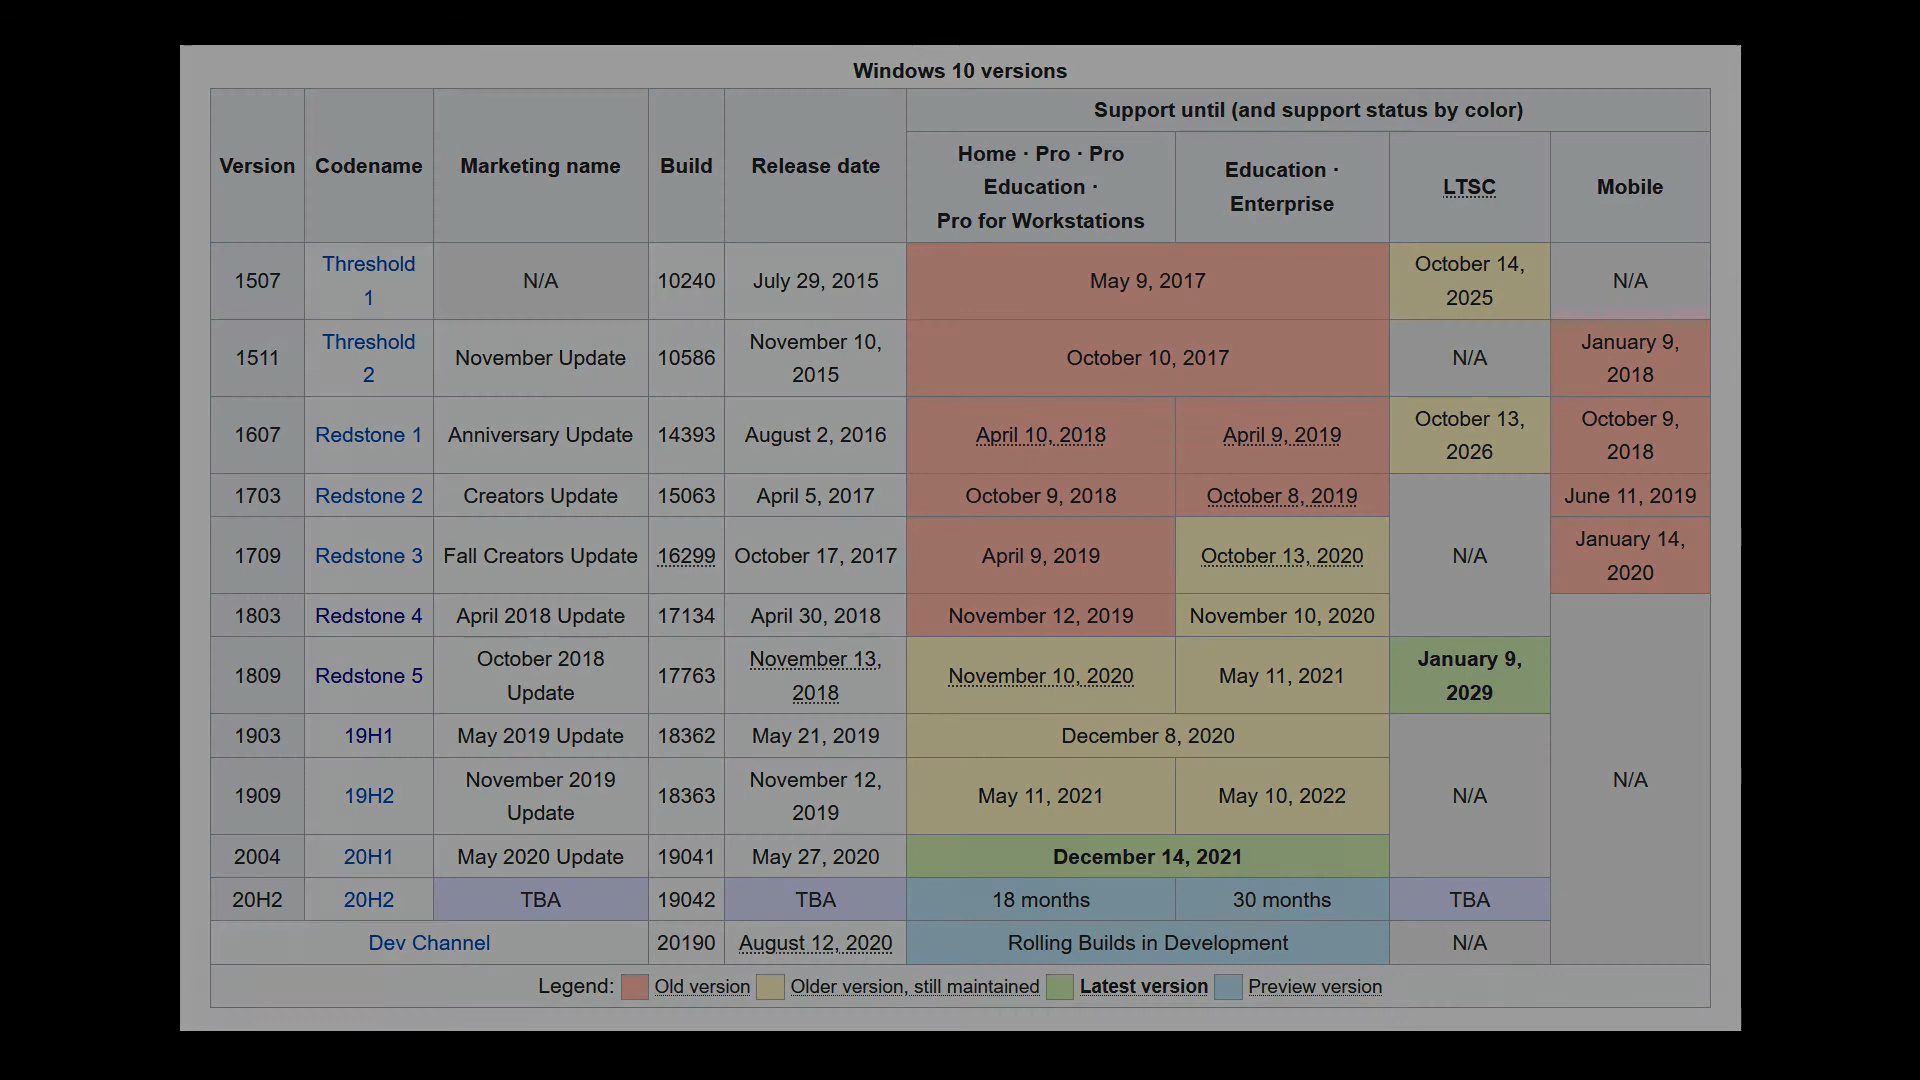 Windows 10 versions
Version Codename Marketing name Build Release date Support until (and support status by color)
Home · Pro · Pro
Education ·
Pro for Workstations
Education ·
Enterprise
LTSC
Mobile
1507 Threshold
1 N/A 10240 July 29, 2015 May 9, 2017 October 14,
2025 N/A
1511 Threshold
2 November Update 10586 November 10,
2015 October 10, 2017 N/A January 9,
2018
1607 Redstone 1 Anniversary Update 14393 August 2, 2016 April 10, 2018 April 9, 2019 October 13,
2026 October 9,
2018
1703 Redstone 2 Creators Update 15063 April 5, 2017 October 9, 2018 October 8, 2019 June 11, 2019
1709 Redstone 3 Fall Creators Update 16299 October 17, 2017 April 9, 2019 October 13, 2020 N/A January 14,
2020
1803 Redstone 4 April 2018 Update 17134 April 30, 2018 November 12, 2019 November 10, 2020
1809 Redstone 5 October 2018
Update 17763 November 13,
2018 November 10, 2020 May 11, 2021 January 9,
2029
1903 19H1 May 2019 Update 18362 May 21, 2019 December 8, 2020
1909 19H2 November 2019
Update 18363 November 12,
2019 May 11, 2021 May 10, 2022 N/A N/A
2004 20H1 May 2020 Update 19041 May 27, 2020 December 14, 2021
20H2 20H2 TBA 19042 TBA 18 months 30 months TBA
Dev Channel 20190 August 12, 2020 Rolling Builds in Development N/A
Legend: Old version Older version, still maintained Latest version Preview version